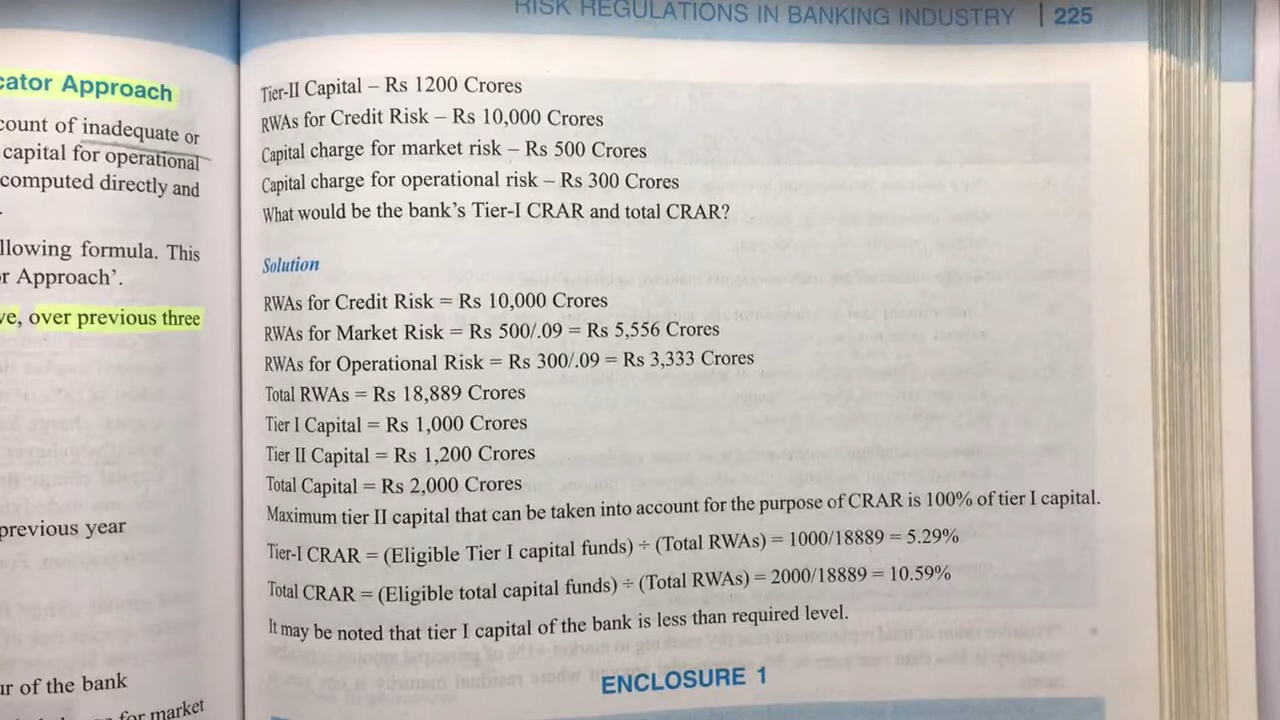 RISK REGULATIONS IN BANKING INDUSTRY | 225
cator Approach
count of inadequate or
capital for operational
computed directly and
llowing formula. This
r Approach’.
ve, over previous three
previous year
ur of the bank
for market
Tier-II Capital – Rs 1200 Crores
RWAs for Credit Risk – Rs 10,000 Crores
Capital charge for market risk – Rs 500 Crores
Capital charge for operational risk – Rs 300 Crores
What would be the bank’s Tier-I CRAR and total CRAR?
Solution
RWAs for Credit Risk = Rs 10,000 Crores
RWAs for Market Risk = Rs 500/.09 = Rs 5,556 Crores
RWAs for Operational Risk = Rs 300/.09 = Rs 3,333 Crores
Total RWAs = Rs 18,889 Crores
Tier I Capital = Rs 1,000 Crores
Tier II Capital = Rs 1,200 Crores
Total Capital = Rs 2,000 Crores
Maximum tier II capital that can be taken into account for the purpose of CRAR is 100% of tier I capital.
Tier-I CRAR = (Eligible Tier I capital funds) ÷ (Total RWAs) = 1000/18889 = 5.29%
Total CRAR = (Eligible total capital funds) ÷ (Total RWAs) = 2000/18889 = 10.59%
It may be noted that tier I capital of the bank is less than required level.
ENCLOSURE 1